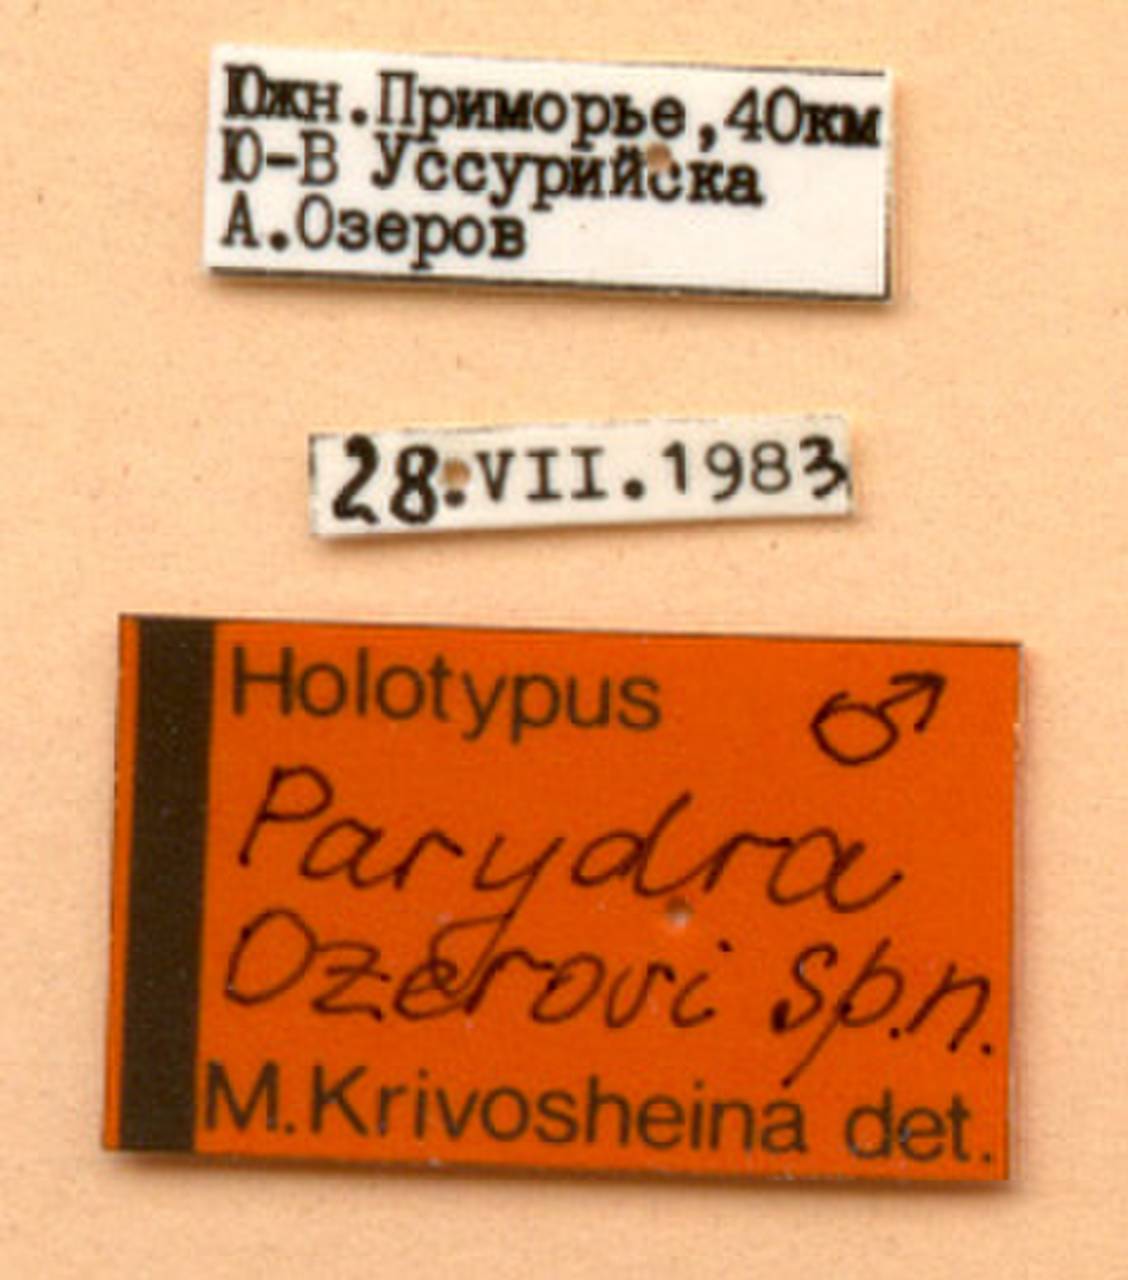 Южн.Приморье,40км
Ю-В Уссурийска
А.Озеров
28.VII.1983
Holotypus ♂
Parydra
Ozerovi sp.n.
M.Krivosheina det.